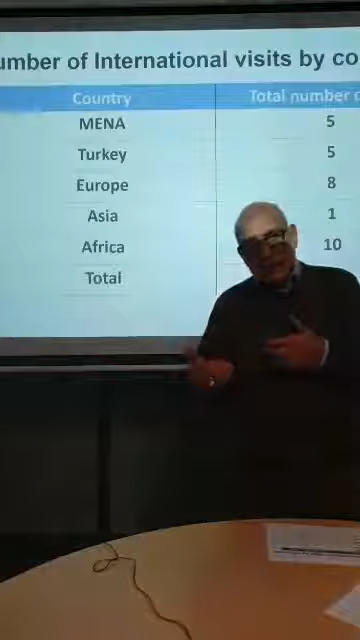 umber of International visits by co
Country Total number o
MENA 5
Turkey 5
Europe 8
Asia 1
Africa 10
Total